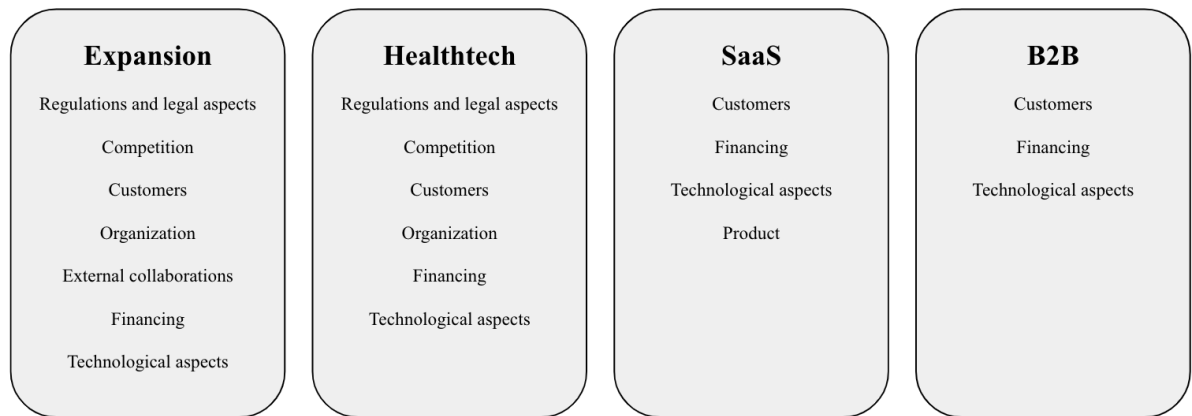 Expansion
Regulations and legal aspects
Competition
Customers
Organization
External collaborations
Financing
Technological aspects
Healthtech
Regulations and legal aspects
Competition
Customers
Organization
Financing
Technological aspects
SaaS
Customers
Financing
Technological aspects
Product
B2B
Customers
Financing
Technological aspects